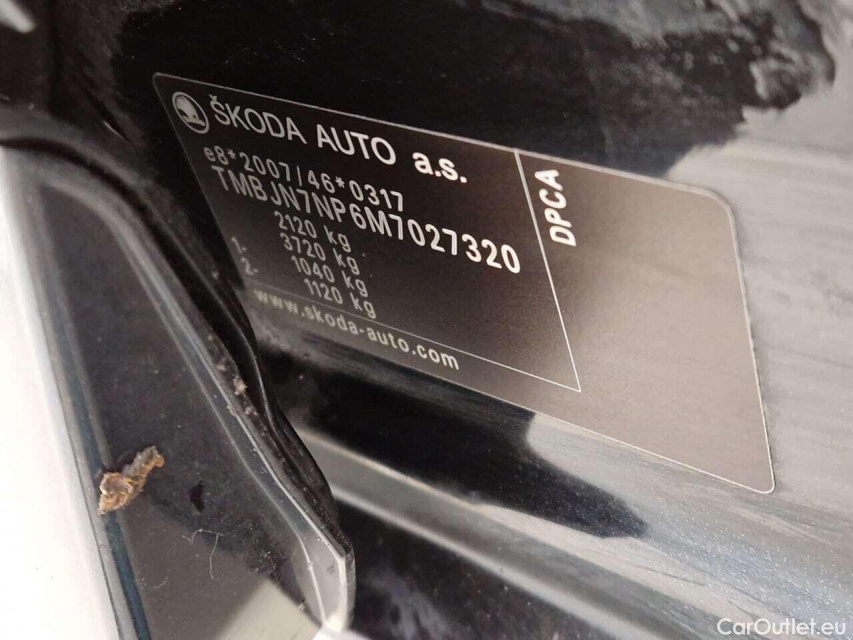 ŠKODA AUTO a.s.
e8*2007/46*0317
TMBJN7NP6M7027320
2120 kg
3720 kg
1- 1040 kg
2- 1120 kg
www.skoda-auto.com
DPCA
CarOutlet.eu